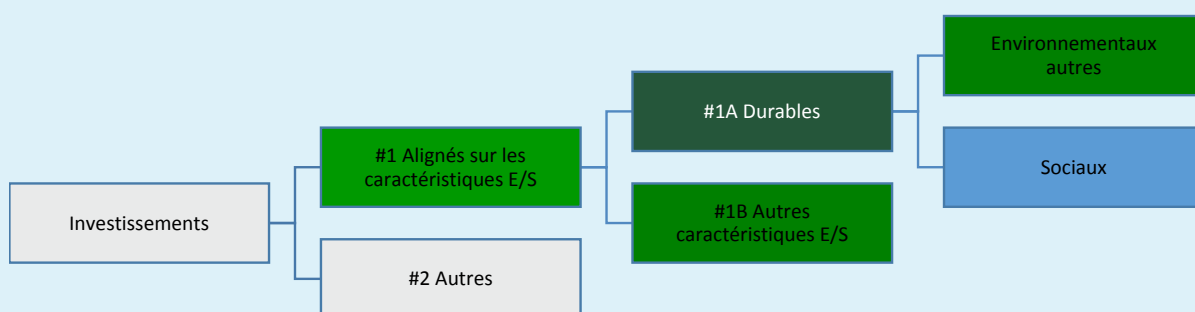 Investissements
#1 Alignés sur les
caractéristiques E/S
#2 Autres
#1A Durables
#1B Autres
caractéristiques E/S
Environnementaux
autres
Sociaux